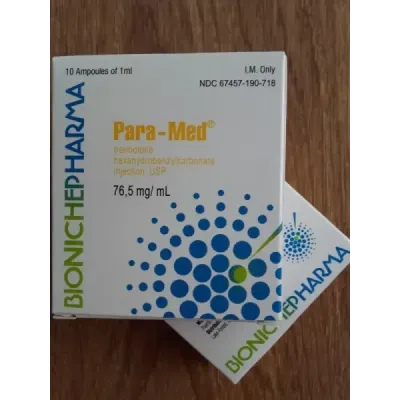 10 Ampoules of 1ml
I.M. Only
NDC 67457-190-718
Para-Med®
trenbolone
hexahydrobenzylcarbonate
injection USP
76,5 mg/ mL
BIONICHEPHARMA
BIONICHEPHARMA